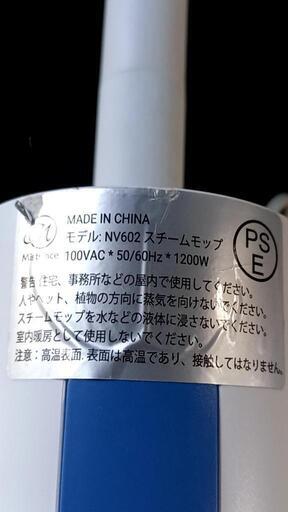 MADE IN CHINA
モデル: NV602 スチームモップ
100VAC * 50/60Hz * 1200W
PS
E
警告 住宅、事務所などの屋内で使用してください。
人やペット、植物の方向に蒸気を向けないでください。
スチームモップを水などの液体に浸さないでください。
室内暖房として使用しないでください。
注意: 高温表面. 表面は高温であり、接触してはなりません。